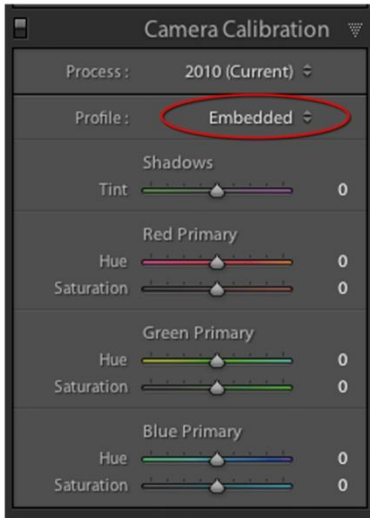 Camera Calibration
Process : 2010 (Current)
Profile : Embedded
Shadows
Tint 0
Red Primary
Hue 0
Saturation 0
Green Primary
Hue 0
Saturation 0
Blue Primary
Hue 0
Saturation 0